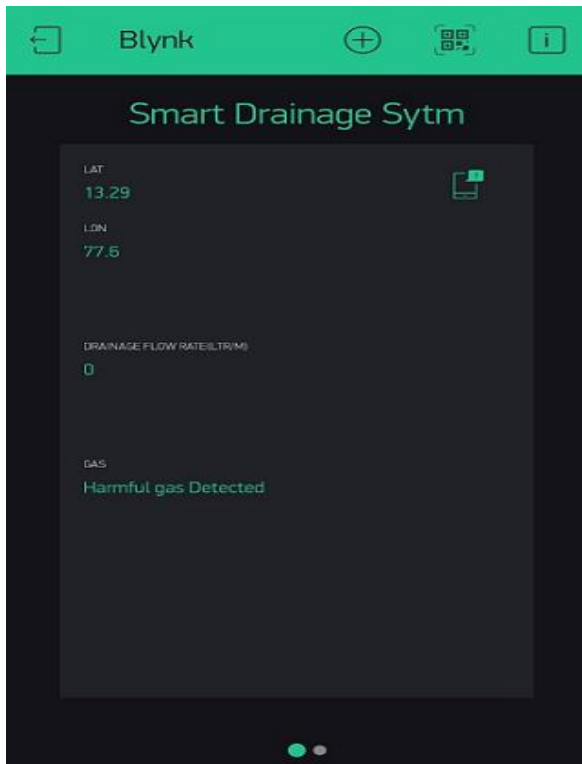 Blynk
Smart Drainage Sytm
LAT
13.29
LON
77.6
DRAINAGE FLOW RATE(LTR/M)
0
GAS
Harmful gas Detected